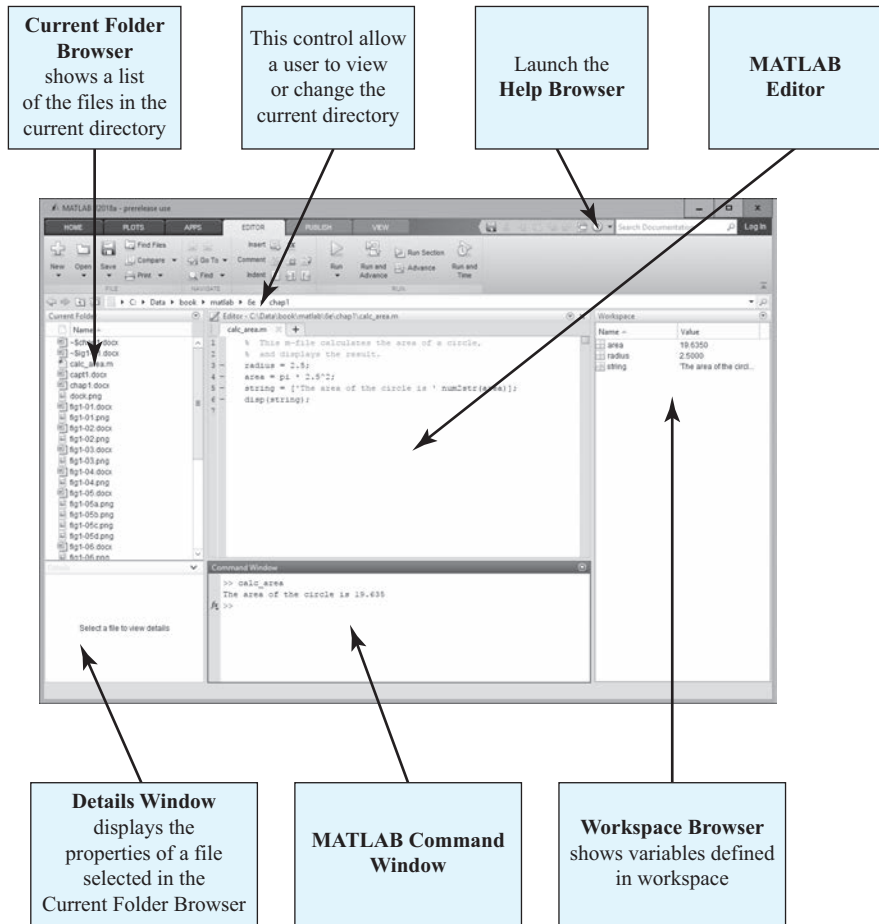 Current Folder
Browser
shows a list
of the files in the
current directory
This control allow
a user to view
or change the
current directory
Launch the
Help Browser
MATLAB
Editor
MATLAB R2018a - prerelease use
HOME PLOTS APPS EDITOR PUBLISH VIEW Search Documentation Log In
New Open Save Find Files Compare Print Go To Find Insert Comment Indent Run Run and Advance Run Section Advance Run and Time
FILE NAVIGATE RUN
C: Data book matlab 6e chap1
Current Folder
Name
calc_area.m
capt1.docx
chap1.docx
dock.png
fig1-01.docx
fig1-01.png
fig1-02.docx
fig1-02.png
fig1-03.docx
fig1-03.png
fig1-04.docx
fig1-04.png
fig1-05.docx
fig1-05a.png
fig1-05b.png
fig1-05c.png
fig1-05d.png
fig1-06.docx
fig1-06.png
Details
Select a file to view details
Editor - C:\Data\book\matlab\6e\chap1\calc_area.m
calc_area.m
1 % This m-file calculates the area of a circle,
2 % and displays the result.
3 - radius = 2.5;
4 - area = pi * 2.5^2;
5 - string = ['The area of the circle is ' num2str(area)];
6 - disp(string);
7
Command Window
>> calc_area
The area of the circle is 19.635
fx >>
Workspace
Name Value
area 19.6350
radius 2.5000
string 'The area of the circl...
Details Window
displays the
properties of a file
selected in the
Current Folder Browser
MATLAB Command
Window
Workspace Browser
shows variables defined
in workspace